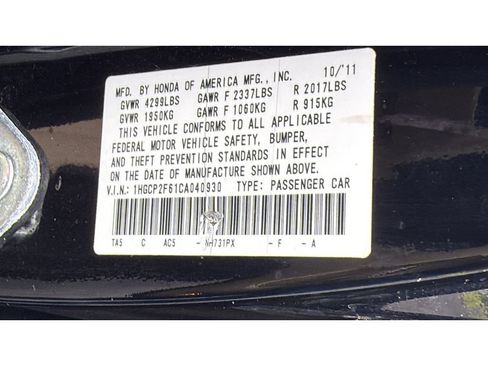 MFD. BY HONDA OF AMERICA MFG., INC. 10/'11
GVWR 4299LBS GAWR F 2337LBS R 2017LBS
GVWR 1950KG GAWR F 1060KG R 915KG
THIS VEHICLE CONFORMS TO ALL APPLICABLE
FEDERAL MOTOR VEHICLE SAFETY, BUMPER,
AND THEFT PREVENTION STANDARDS IN EFFECT
ON THE DATE OF MANUFACTURE SHOWN ABOVE.
V.I.N.: 1HGCP2F61CA040930 TYPE: PASSENGER CAR
TA5 C AC5 - NH731PX - F - A